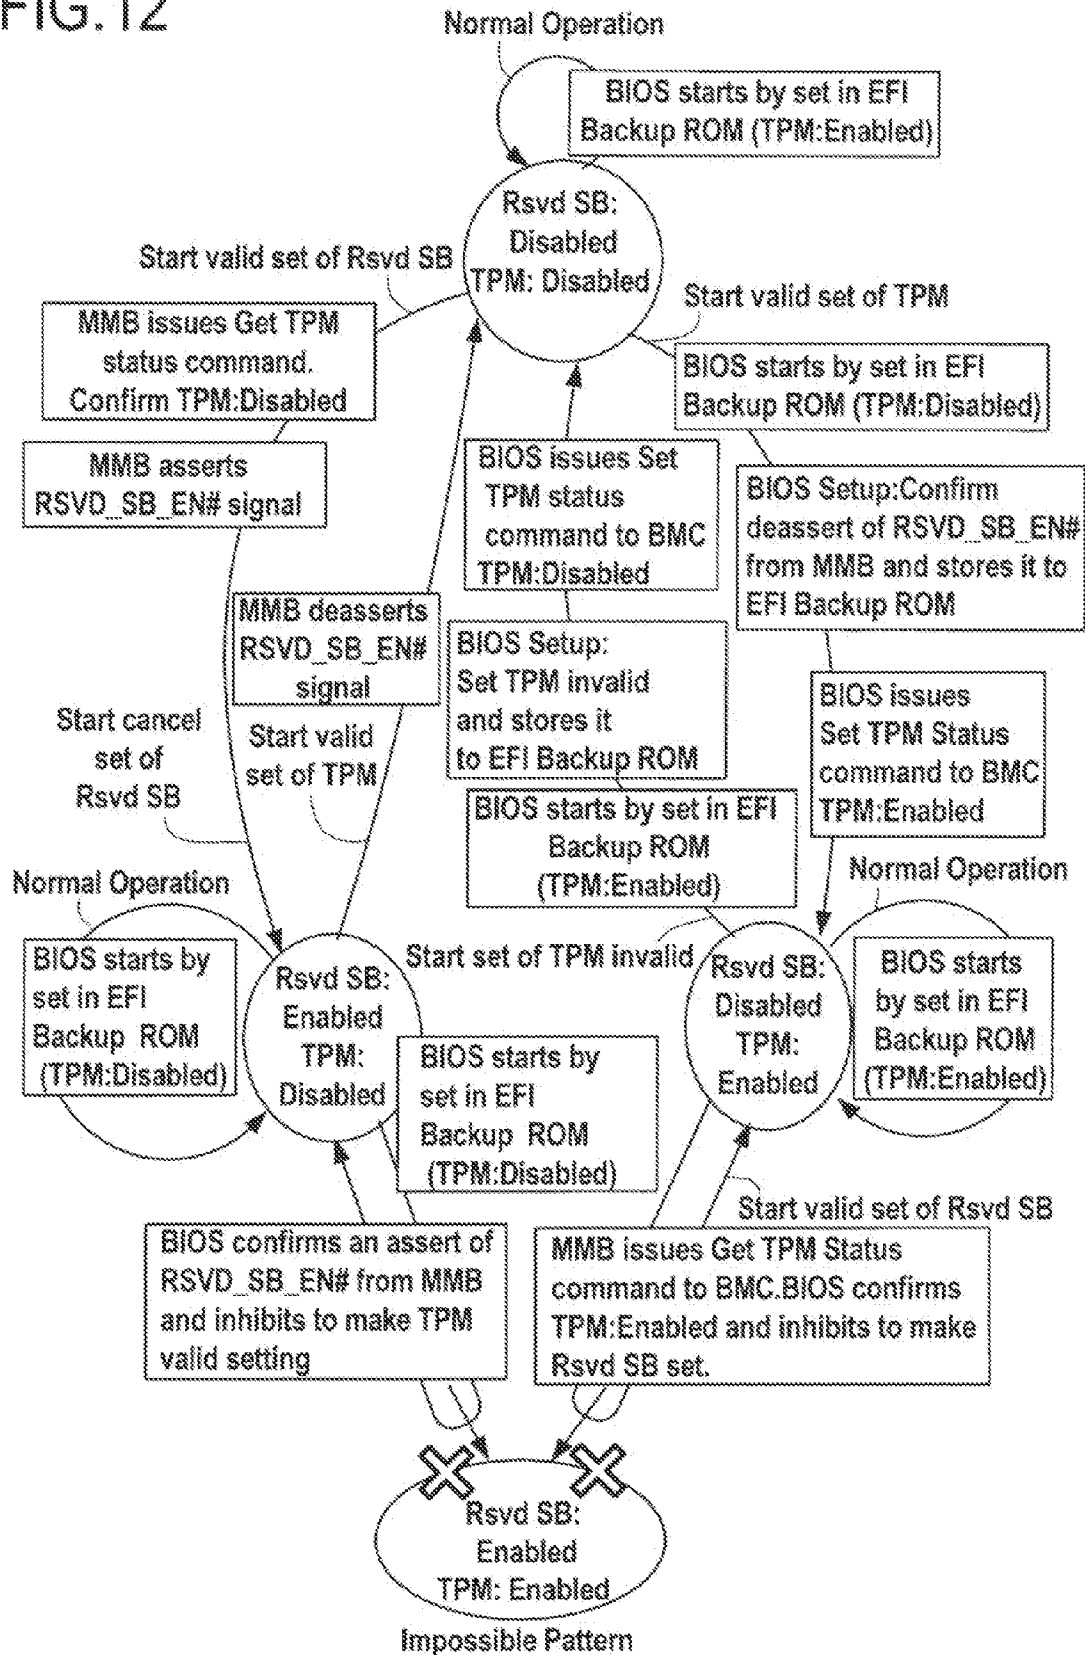 FIG.12
Normal Operation
BIOS starts by set in EFI
Backup ROM (TPM:Enabled)
Rsvd SB:
Disabled
TPM: Disabled
Start valid set of Rsvd SB
Start valid set of TPM
MMB issues Get TPM
status command.
Confirm TPM:Disabled
BIOS starts by set in EFI
Backup ROM (TPM:Disabled)
MMB asserts
RSVD_SB_EN# signal
BIOS issues Set
TPM status
command to BMC
TPM:Disabled
BIOS Setup:Confirm
deassert of RSVD_SB_EN#
from MMB and stores it to
EFI Backup ROM
MMB deasserts
RSVD_SB_EN#
signal
BIOS Setup:
Set TPM invalid
and stores it
to EFI Backup ROM
BIOS issues
Set TPM Status
command to BMC
TPM:Enabled
Start cancel
set of
Rsvd SB
Start valid
set of TPM
BIOS starts by set in EFI
Backup ROM
(TPM:Enabled)
Normal Operation
Normal Operation
BIOS starts by
set in EFI
Backup ROM
(TPM:Disabled)
Rsvd SB:
Enabled
TPM:
Disabled
Start set of TPM invalid
Rsvd SB:
Disabled
TPM:
Enabled
BIOS starts
by set in EFI
Backup ROM
(TPM:Enabled)
BIOS starts by
set in EFI
Backup ROM
(TPM:Disabled)
Start valid set of Rsvd SB
BIOS confirms an assert of
RSVD_SB_EN# from MMB
and inhibits to make TPM
valid setting
MMB issues Get TPM Status
command to BMC.BIOS confirms
TPM:Enabled and inhibits to make
Rsvd SB set.
Rsvd SB:
Enabled
TPM: Enabled
Impossible Pattern